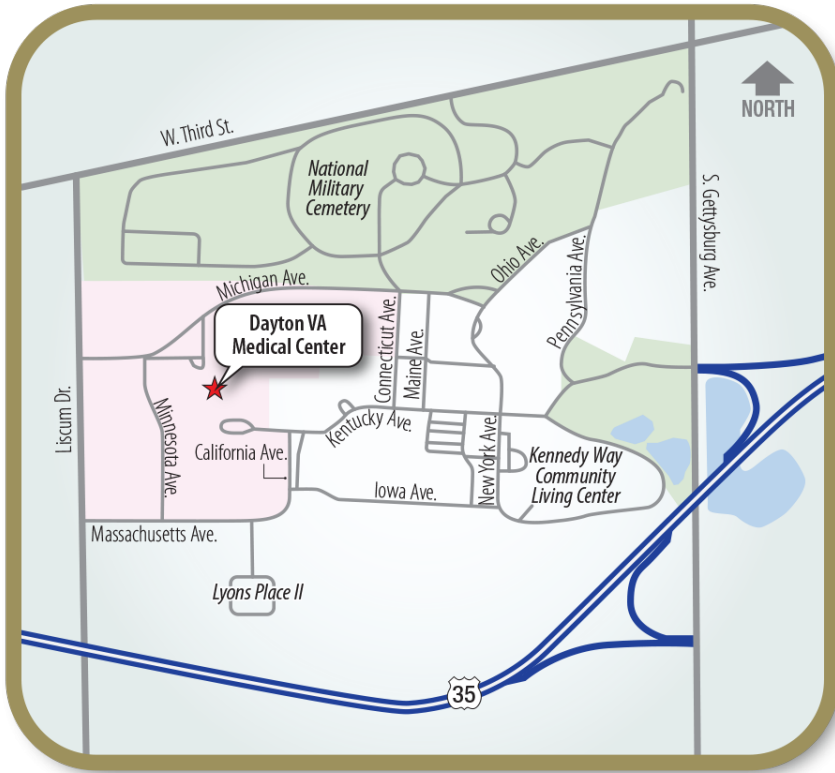 W. Third St.
NORTH
National
Military
Cemetery
S. Gettysburg Ave.
Ohio Ave.
Pennsylvania Ave.
Michigan Ave.
Dayton VA
Medical Center
Connecticut Ave.
Maine Ave.
Liscum Dr.
Minnesota Ave.
Kentucky Ave.
California Ave.
New York Ave.
Kennedy Way
Community
Living Center
Iowa Ave.
Massachusetts Ave.
Lyons Place II
35